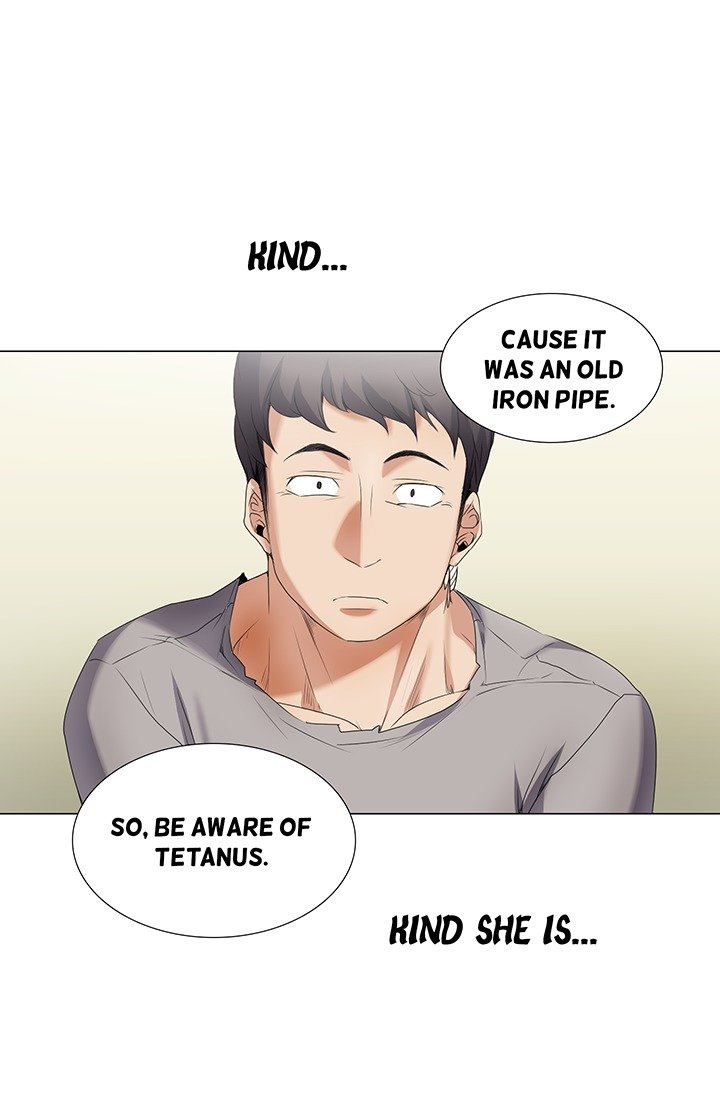 KIND...
CAUSE IT
WAS AN OLD
IRON PIPE.
SO, BE AWARE OF
TETANUS.
KIND SHE IS...